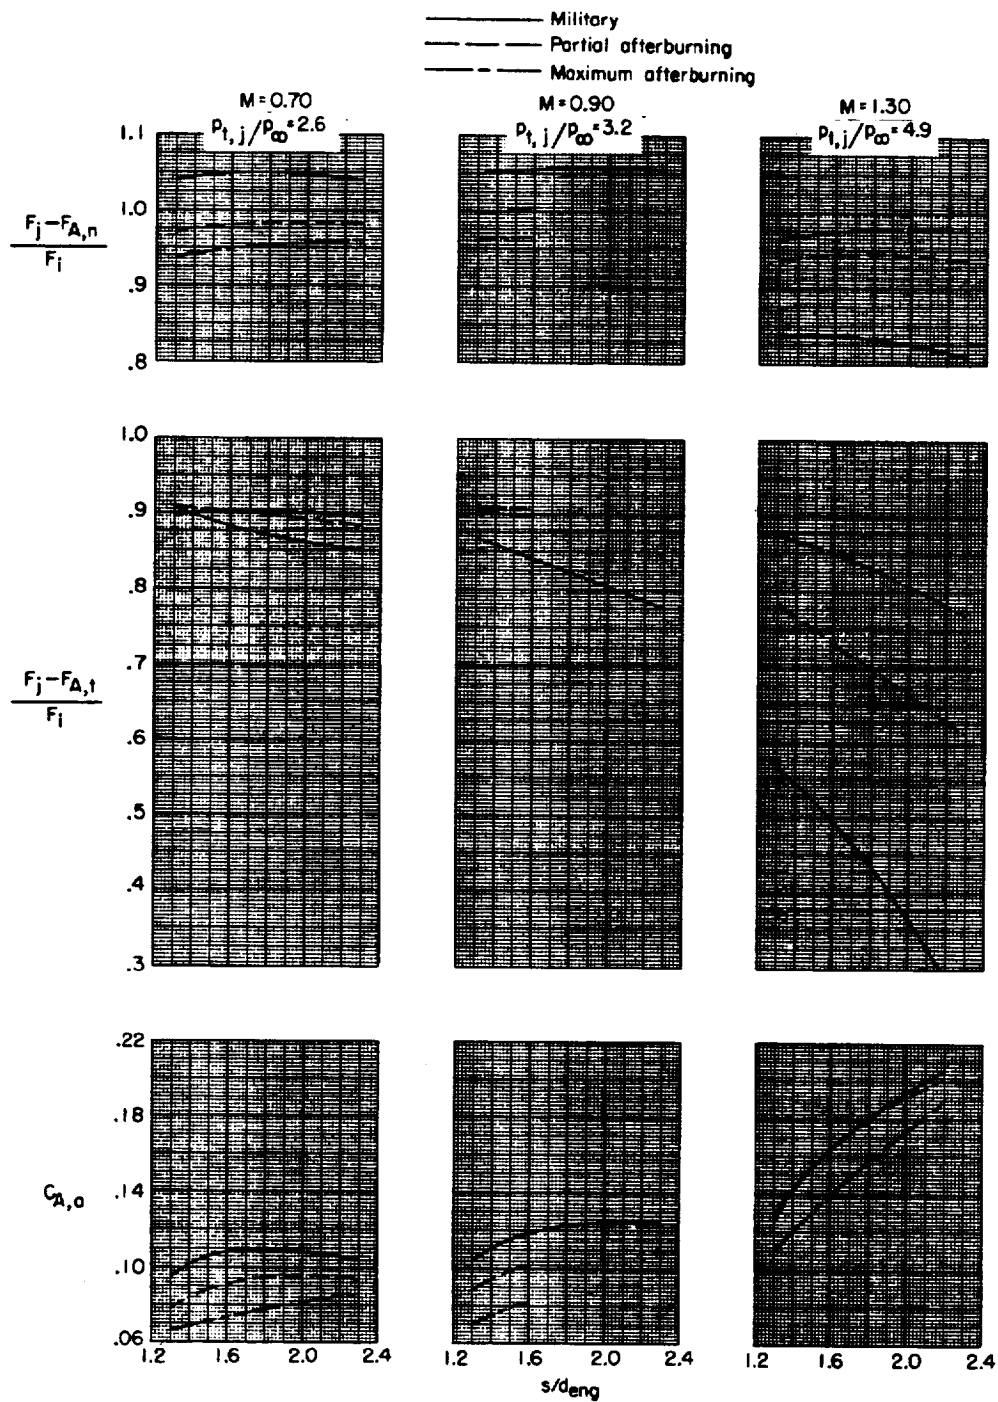 Military
Partial afterburning
Maximum afterburning
M = 0.70
p_t,j/p_∞ = 2.6
M = 0.90
p_t,j/p_∞ = 3.2
M = 1.30
p_t,j/p_∞ = 4.9
1.1
1.0
.9
.8
F_j – F_A,n
F_i
1.0
.9
.8
.7
.6
.5
.4
.3
F_j – F_A,t
F_i
.22
.18
.14
.10
.06
C_A,a
1.2 1.6 2.0 2.4
1.2 1.6 2.0 2.4
1.2 1.6 2.0 2.4
s/d_eng